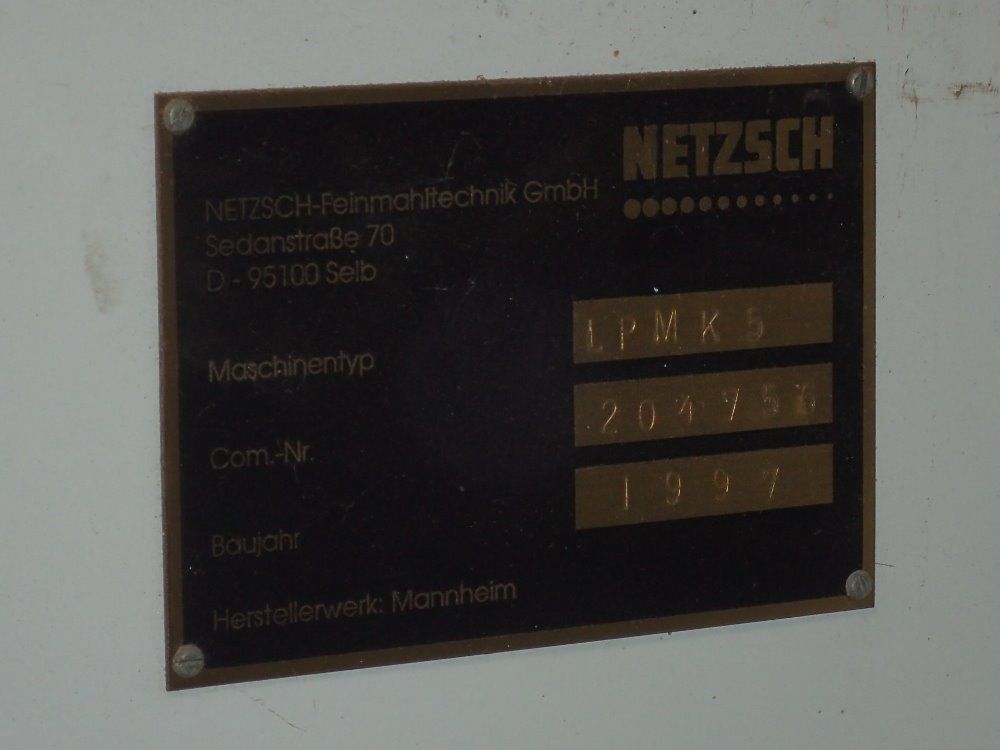 NETZSCH
NETZSCH-Feinmahltechnik GmbH
Sedanstraße 70
D - 95100 Selb
Maschinentyp LPMK5
Com.-Nr.
Baujahr 1997
Herstellerwerk: Mannheim